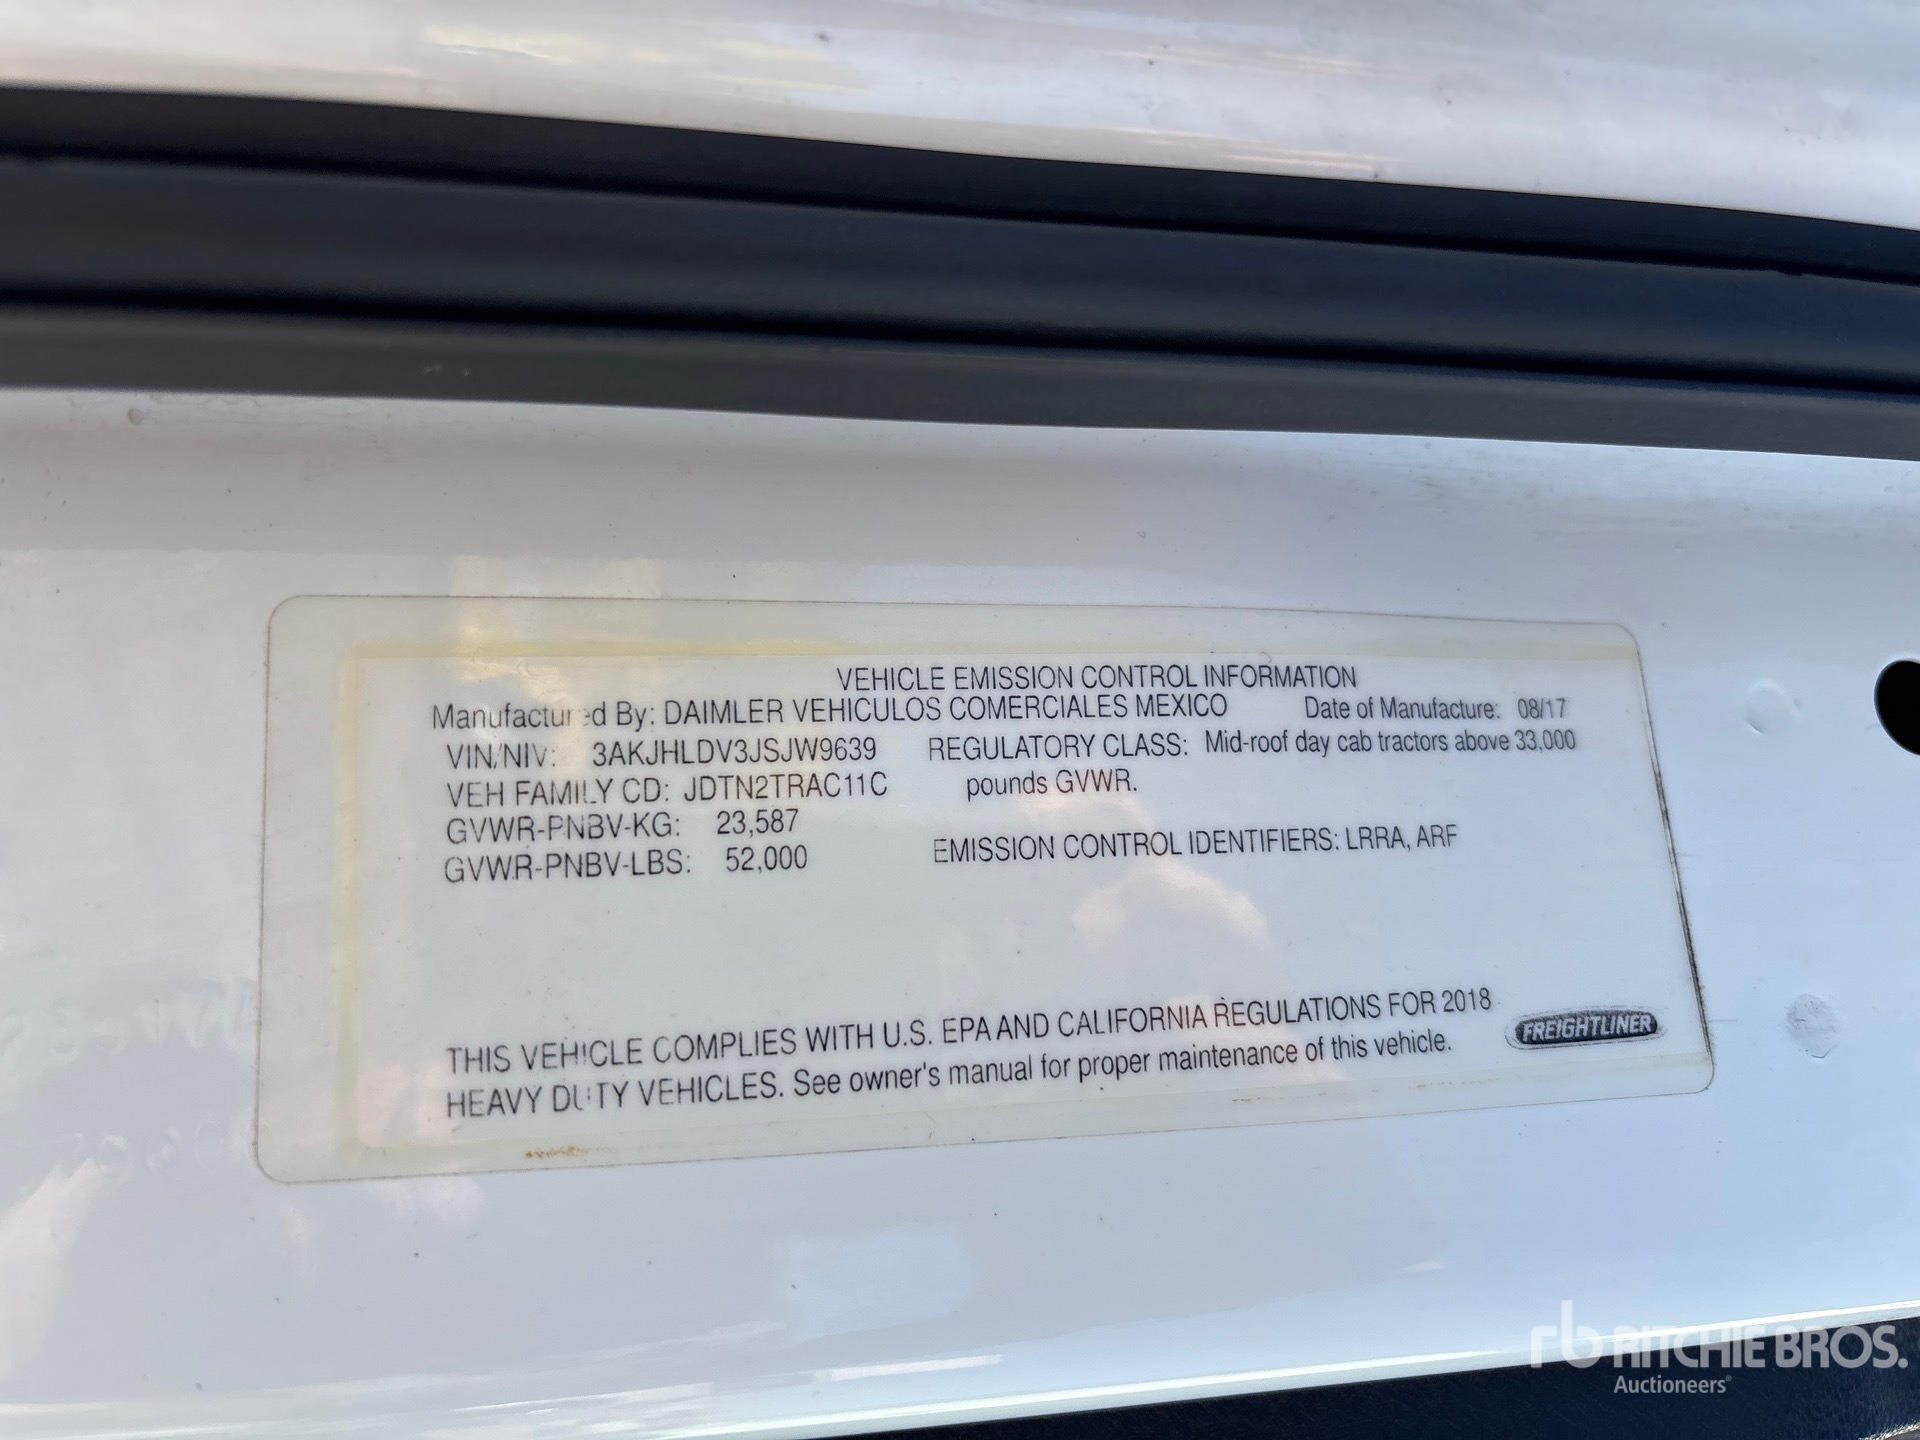 VEHICLE EMISSION CONTROL INFORMATION
Manufactured By: DAIMLER VEHICULOS COMERCIALES MEXICO Date of Manufacture: 08/17
VIN/NIV: 3AKJHLDV3JSJW9639 REGULATORY CLASS: Mid-roof day cab tractors above 33,000
VEH FAMILY CD: JDTN2TRAC11C pounds GVWR.
GVWR-PNBV-KG: 23,587
GVWR-PNBV-LBS: 52,000 EMISSION CONTROL IDENTIFIERS: LRRA, ARF
THIS VEHICLE COMPLIES WITH U.S. EPA AND CALIFORNIA REGULATIONS FOR 2018
HEAVY DUTY VEHICLES. See owner's manual for proper maintenance of this vehicle.
FREIGHTLINER
rb RITCHIE BROS.
Auctioneers